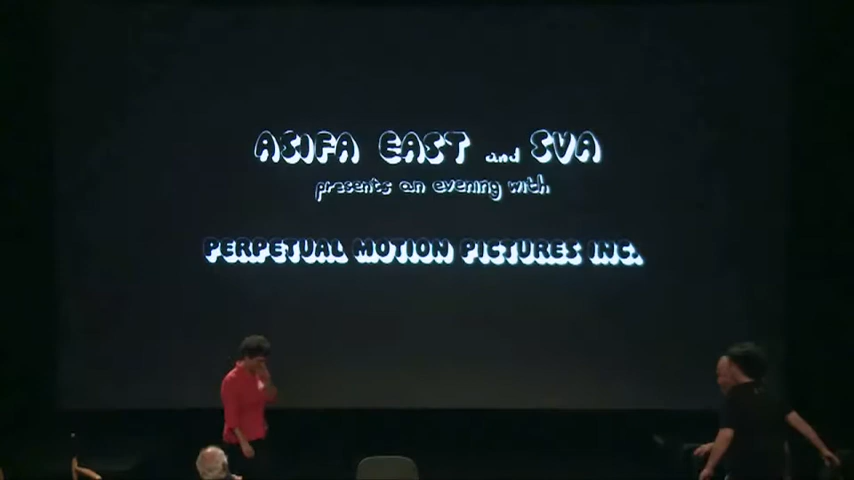 ASIFA EAST and SVA
presents an evening with
PERPETUAL MOTION PICTURES INC.